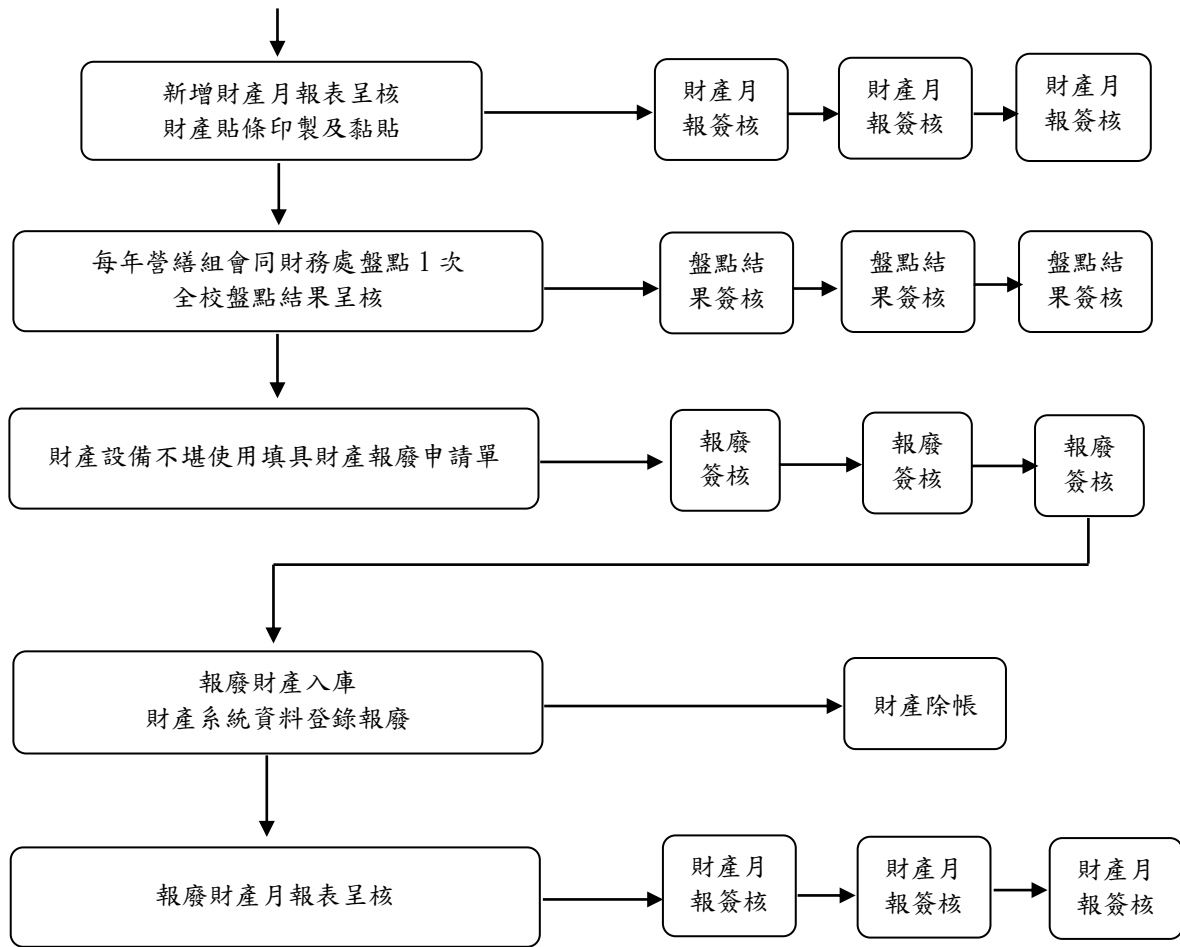 新增財產月報表呈核
財產貼條印製及黏貼
財產月
報簽核
財產月
報簽核
財產月
報簽核
每年營繕組會同財務處盤點 1 次
全校盤點結果呈核
盤點結
果簽核
盤點結
果簽核
盤點結
果簽核
財產設備不堪使用填具財產報廢申請單
報廢
簽核
報廢
簽核
報廢
簽核
報廢財產入庫
財產系統資料登錄報廢
財產除帳
報廢財產月報表呈核
財產月
報簽核
財產月
報簽核
財產月
報簽核